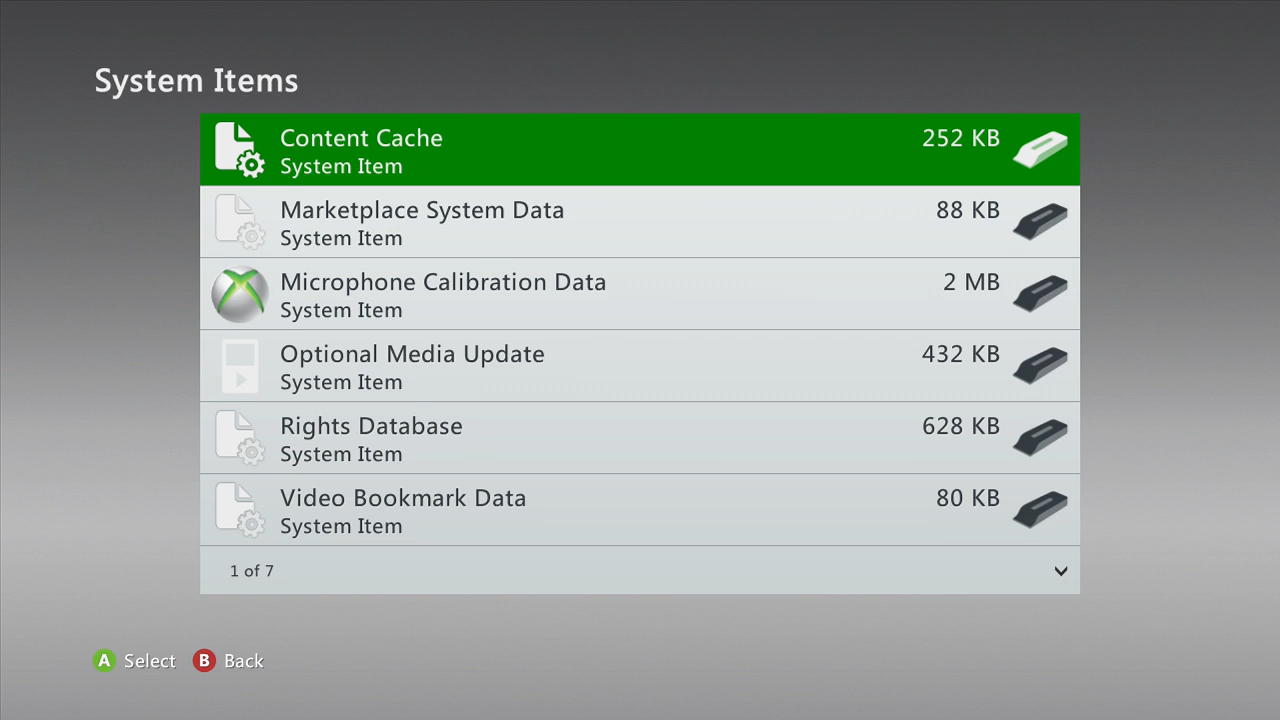 System Items
Content Cache 252 KB
System Item
Marketplace System Data 88 KB
System Item
Microphone Calibration Data 2 MB
System Item
Optional Media Update 432 KB
System Item
Rights Database 628 KB
System Item
Video Bookmark Data 80 KB
System Item
1 of 7
A Select B Back